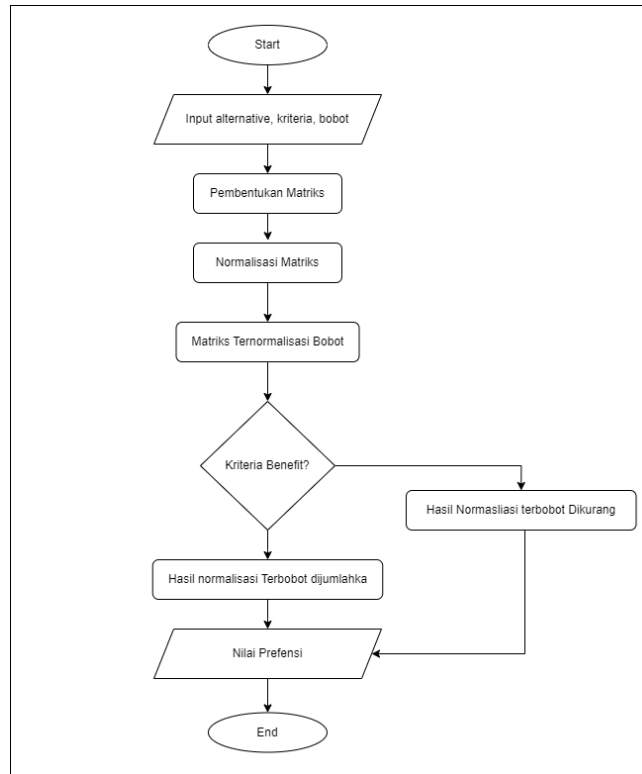 Start
Input alternative, kriteria, bobot
Pembentukan Matriks
Normalisasi Matriks
Matriks Ternormalisasi Bobot
Kriteria Benefit?
Hasil Normasliasi terbobot Dikurang
Hasil normalisasi Terbobot dijumlahka
Nilai Prefensi
End